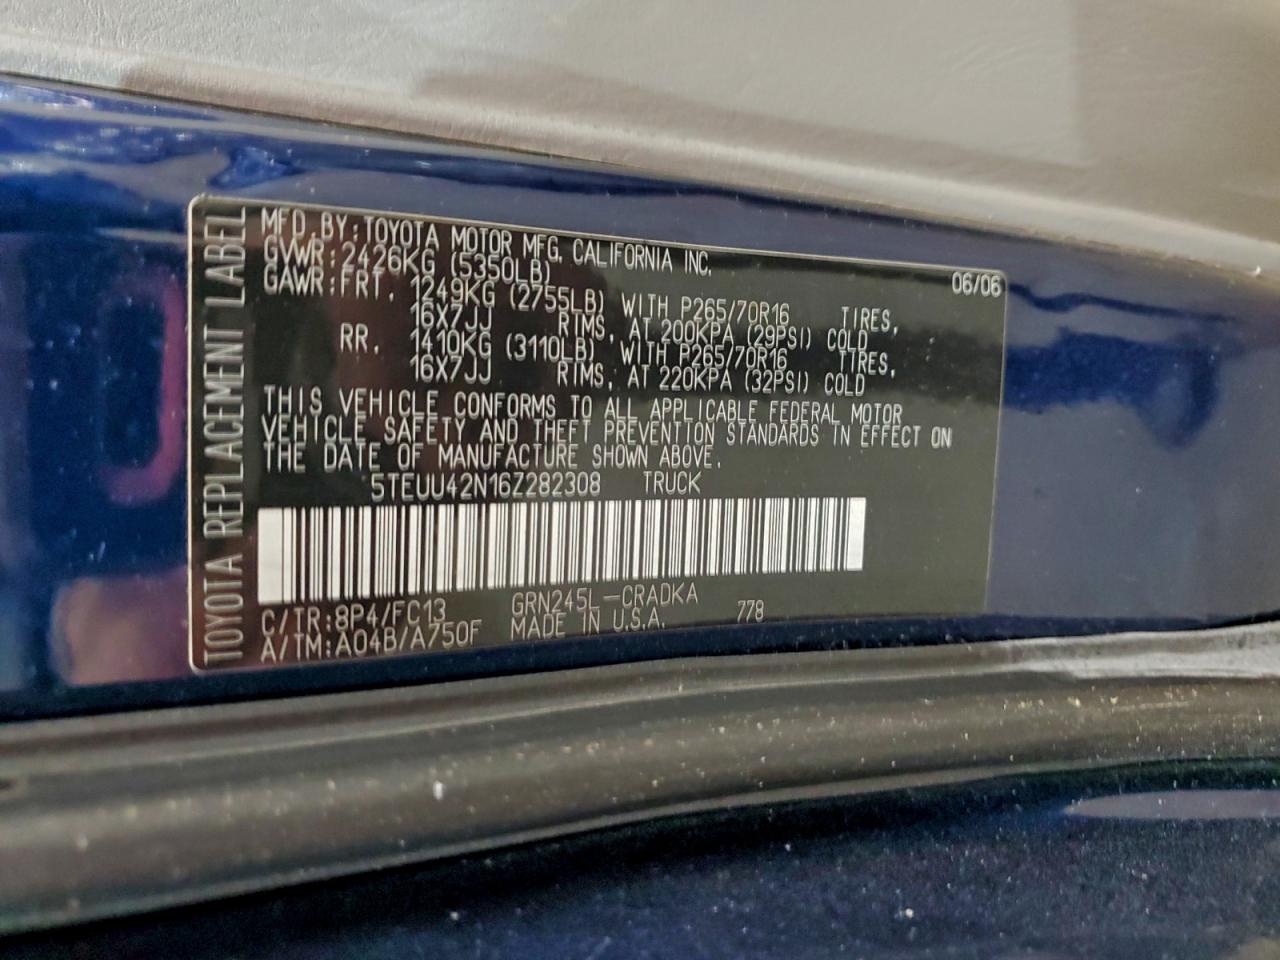 TOYOTA REPLACEMENT LABEL
MFD. BY: TOYOTA MOTOR MFG. CALIFORNIA INC.
06/06
GVWR: 2426KG (5350LB)
GAWR: FRT. 1249KG (2755LB) WITH P265/70R16 TIRES,
16X7JJ RIMS, AT 200KPA (29PSI) COLD
RR. 1410KG (3110LB) WITH P265/70R16 TIRES,
16X7JJ RIMS, AT 220KPA (32PSI) COLD
THIS VEHICLE CONFORMS TO ALL APPLICABLE FEDERAL MOTOR
VEHICLE SAFETY AND THEFT PREVENTION STANDARDS IN EFFECT ON
THE DATE OF MANUFACTURE SHOWN ABOVE.
5TEUU42N16Z282308 TRUCK
C/TR: 8P4/FC13 GRN245L-CRADKA
A/TM: A04B/A750F MADE IN U.S.A. 778